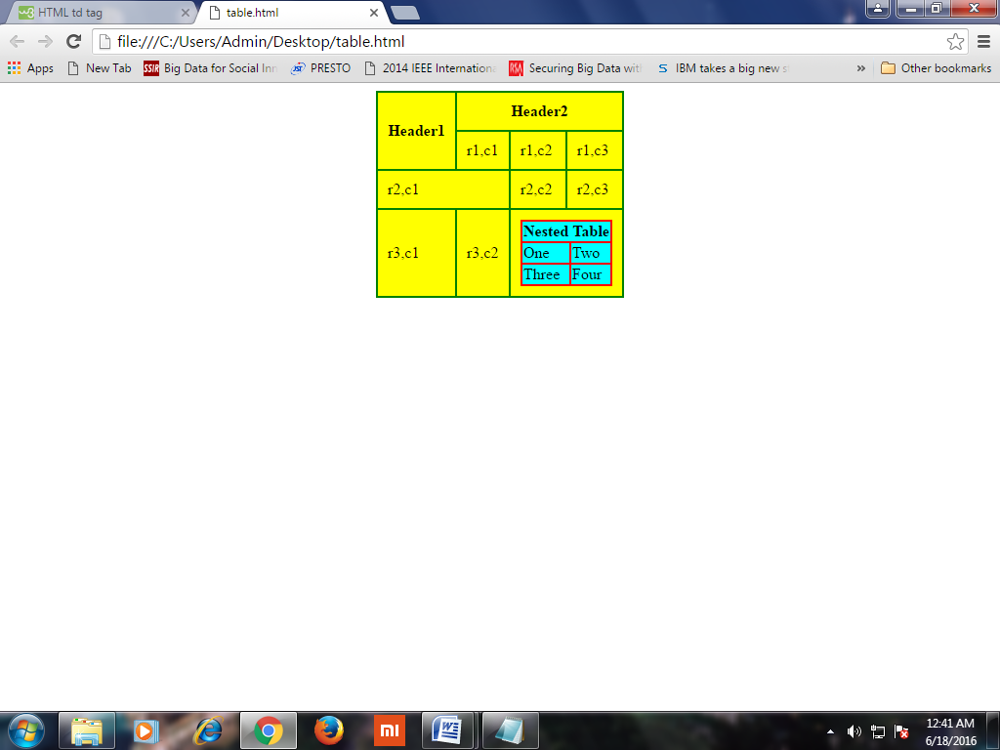 HTML td tag
table.html
file:///C:/Users/Admin/Desktop/table.html
Apps New Tab SSIR Big Data for Social Inn PRESTO 2014 IEEE Internationa RSA Securing Big Data wit IBM takes a big new s » Other bookmarks
Header1 Header2
r1,c1 r1,c2 r1,c3
r2,c1 r2,c2 r2,c3
r3,c1 r3,c2
Nested Table
One Two
Three Four
12:41 AM
6/18/2016